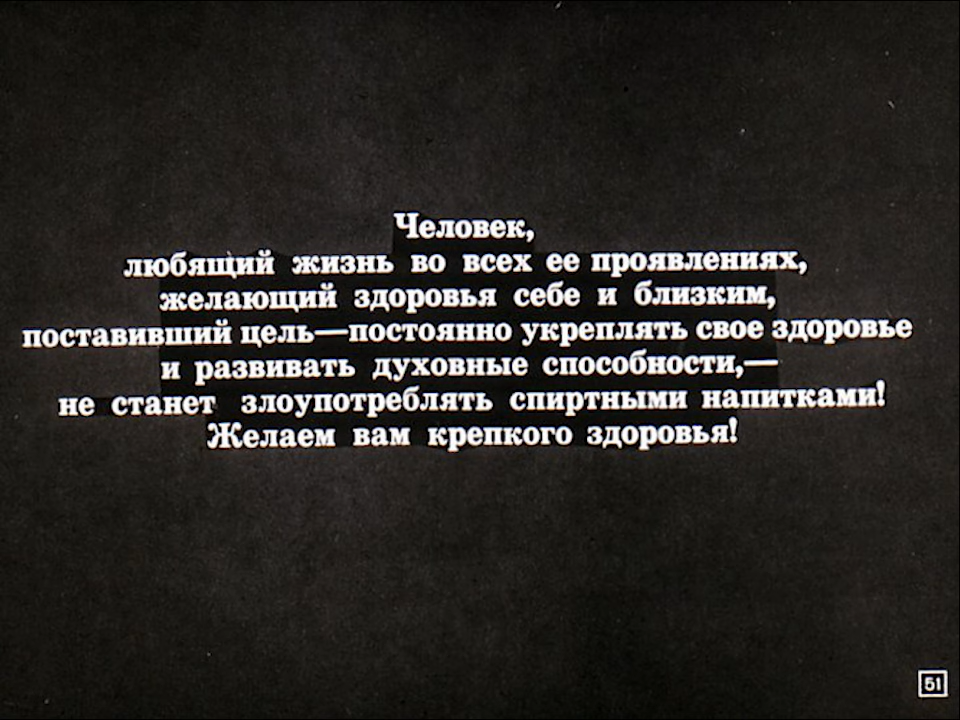 Человек,
любящий жизнь во всех ее проявлениях,
желающий здоровья себе и близким,
поставивший цель—постоянно укреплять свое здоровье
и развивать духовные способности,—
не станет злоупотреблять спиртными напитками!
Желаем вам крепкого здоровья!
51